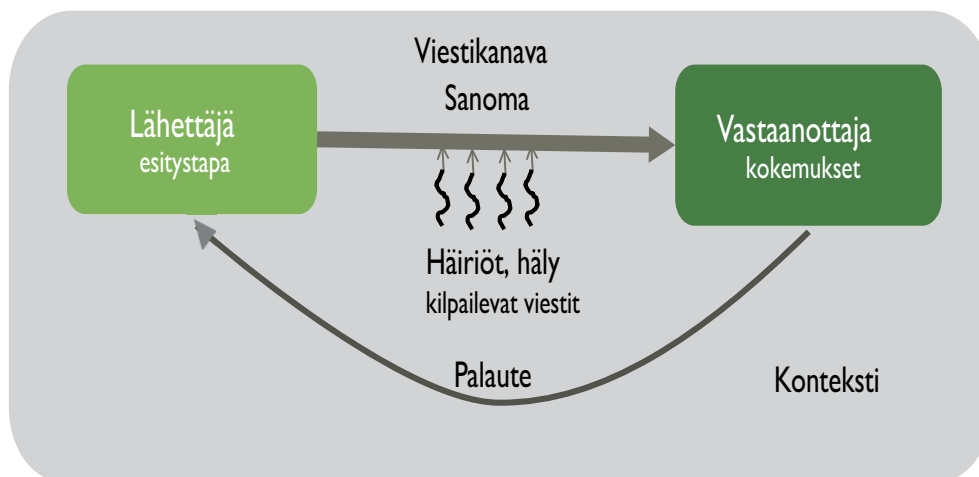 Viestikanava
Sanoma
Lähettäjä
esitystapa
Vastaanottaja
kokemukset
Häiriöt, häly
kilpailevat viestit
Palaute
Konteksti